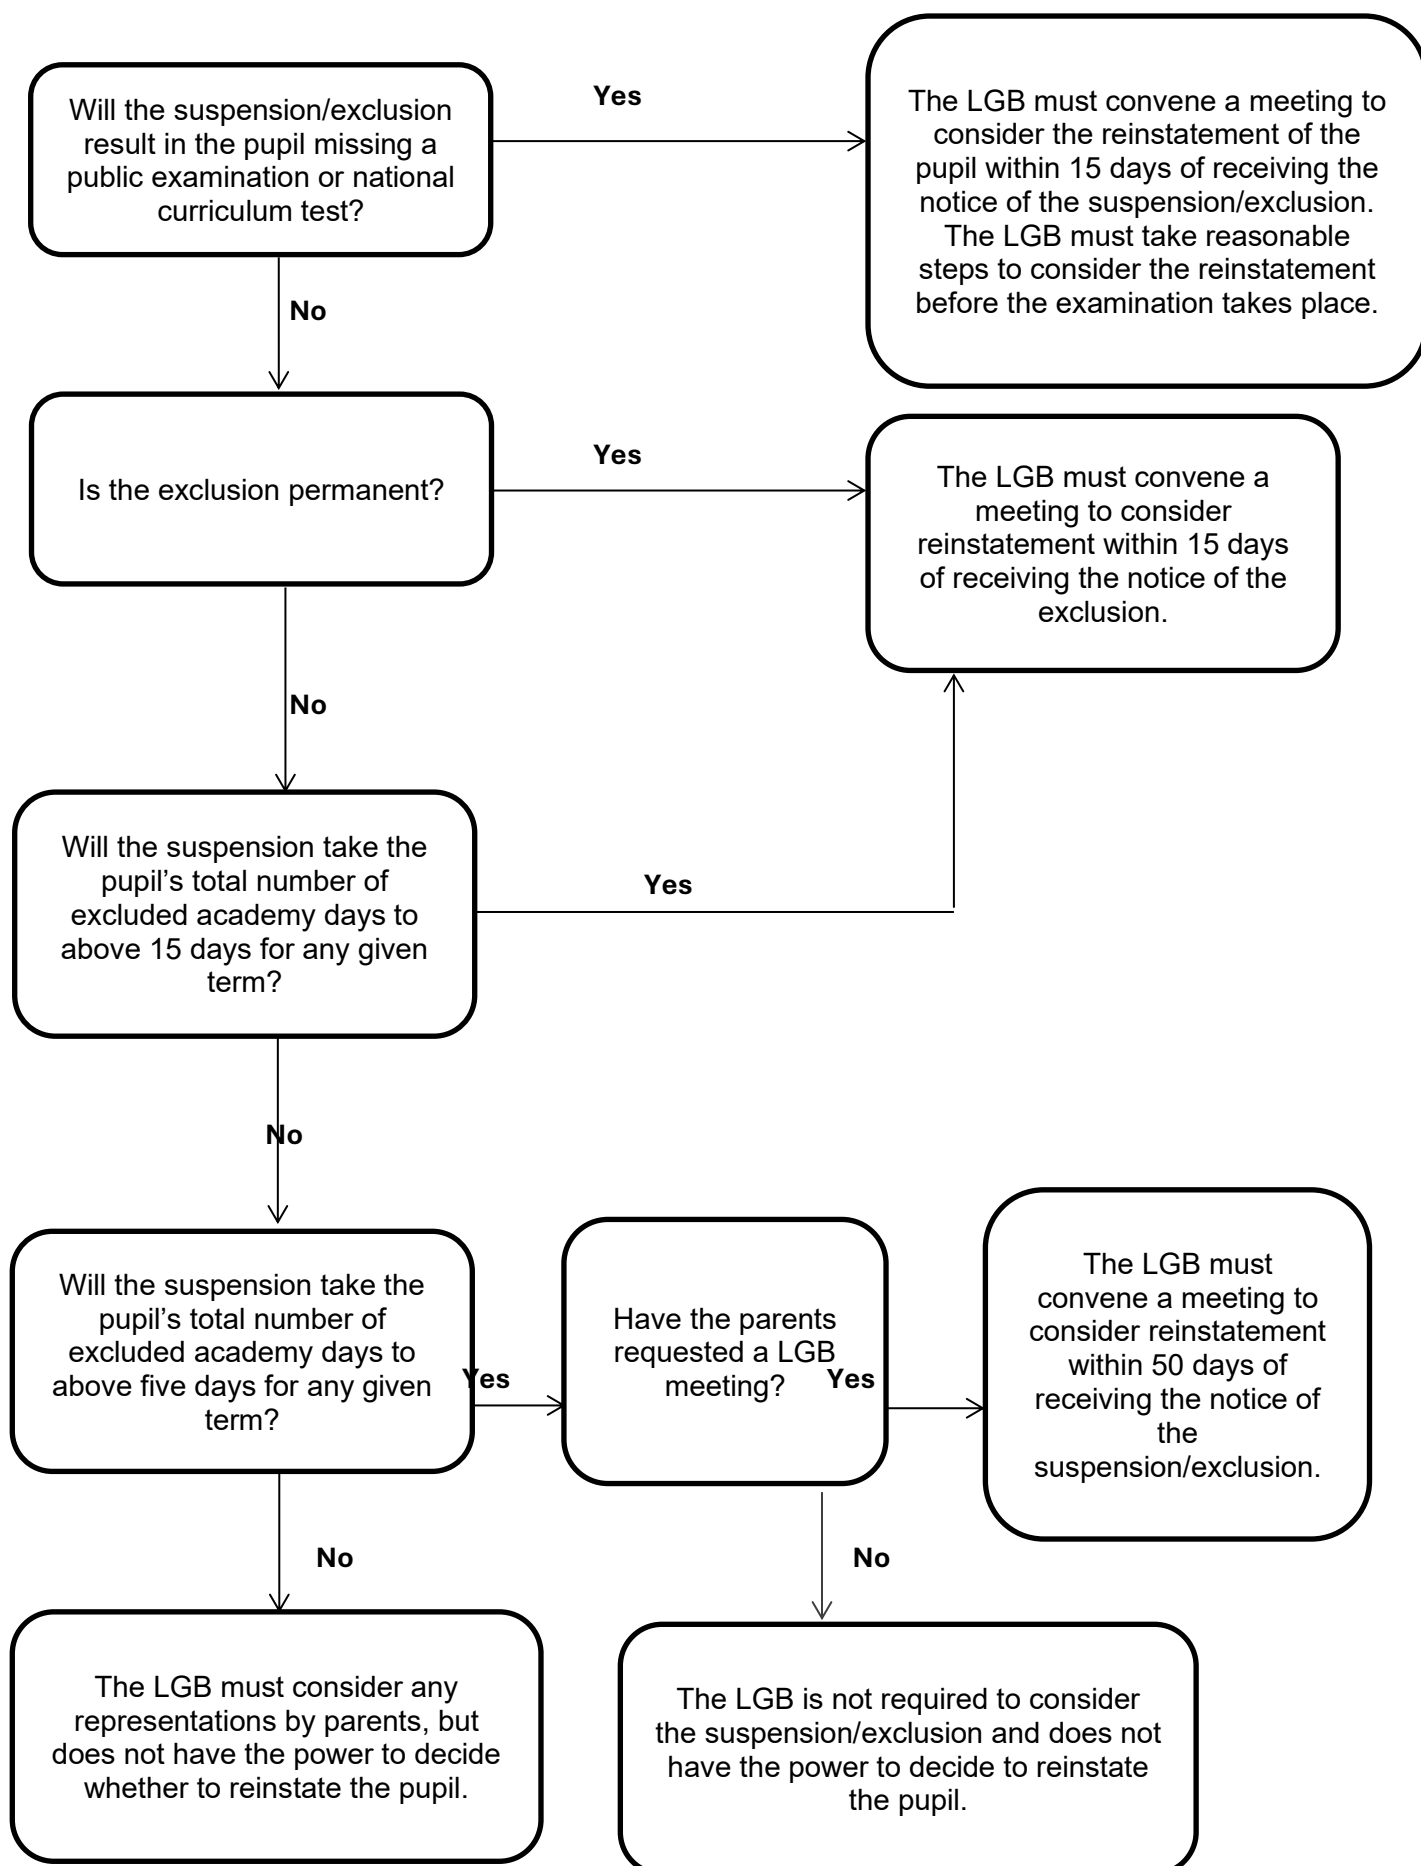 Will the suspension/exclusion
result in the pupil missing a
public examination or national
curriculum test?
Yes
The LGB must convene a meeting to
consider the reinstatement of the
pupil within 15 days of receiving the
notice of the suspension/exclusion.
The LGB must take reasonable
steps to consider the reinstatement
before the examination takes place.
No
Is the exclusion permanent?
Yes
The LGB must convene a
meeting to consider
reinstatement within 15 days
of receiving the notice of the
exclusion.
No
Will the suspension take the
pupil’s total number of
excluded academy days to
above 15 days for any given
term?
Yes
No
Will the suspension take the
pupil’s total number of
excluded academy days to
above five days for any given
term?
Yes
Have the parents
requested a LGB
meeting?
Yes
The LGB must
convene a meeting to
consider reinstatement
within 50 days of
receiving the notice of
the
suspension/exclusion.
No
No
The LGB must consider any
representations by parents, but
does not have the power to decide
whether to reinstate the pupil.
The LGB is not required to consider
the suspension/exclusion and does not
have the power to decide to reinstate
the pupil.